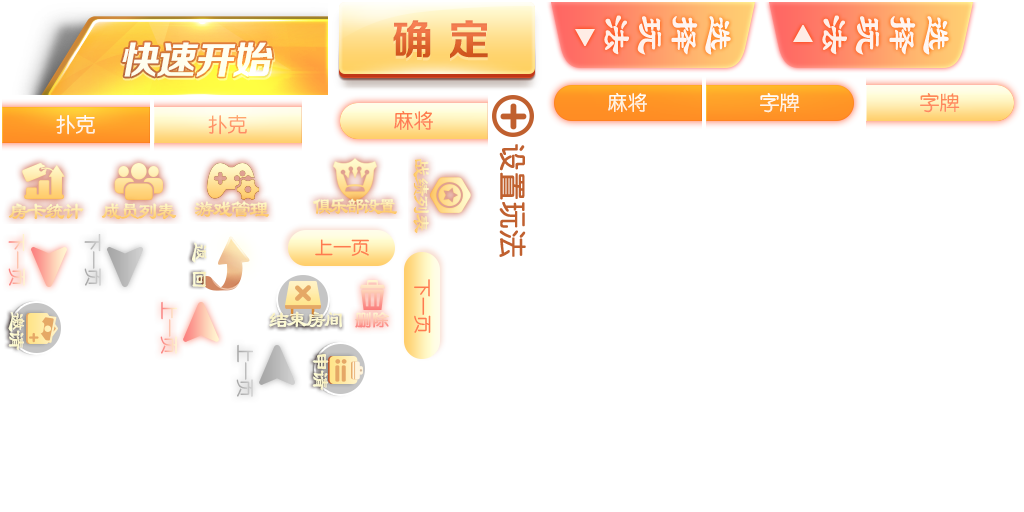 快速开始
确定
选择玩法
选择玩法
麻将
字牌
字牌
扑克
扑克
麻将
设置玩法
房卡统计
成员列表
游戏管理
俱乐部设置
下一页
下一页
返回
上一页
下一页
邀请
上一页
结束房间
删除
上一页
申请